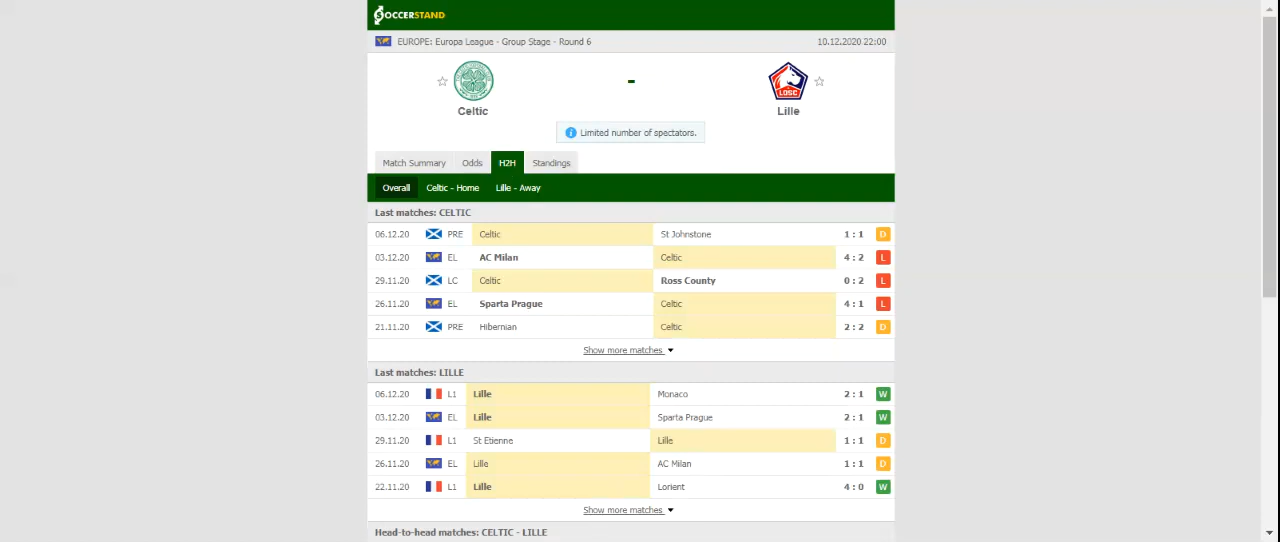 SOCCERSTAND
EUROPE: Europa League - Group Stage - Round 6 10.12.2020 22:00
-
LOSC
Celtic Lille
Limited number of spectators.
Match Summary Odds H2H Standings
Overall Celtic - Home Lille - Away
Last matches: CELTIC
06.12.20 PRE Celtic St Johnstone 1 : 1 D
03.12.20 EL AC Milan Celtic 4 : 2 L
29.11.20 LC Celtic Ross County 0 : 2 L
26.11.20 EL Sparta Prague Celtic 4 : 1 L
21.11.20 PRE Hibernian Celtic 2 : 2 D
Show more matches
Last matches: LILLE
06.12.20 L1 Lille Monaco 2 : 1 W
03.12.20 EL Lille Sparta Prague 2 : 1 W
29.11.20 L1 St Etienne Lille 1 : 1 D
26.11.20 EL Lille AC Milan 1 : 1 D
22.11.20 L1 Lille Lorient 4 : 0 W
Show more matches
Head-to-head matches: CELTIC - LILLE